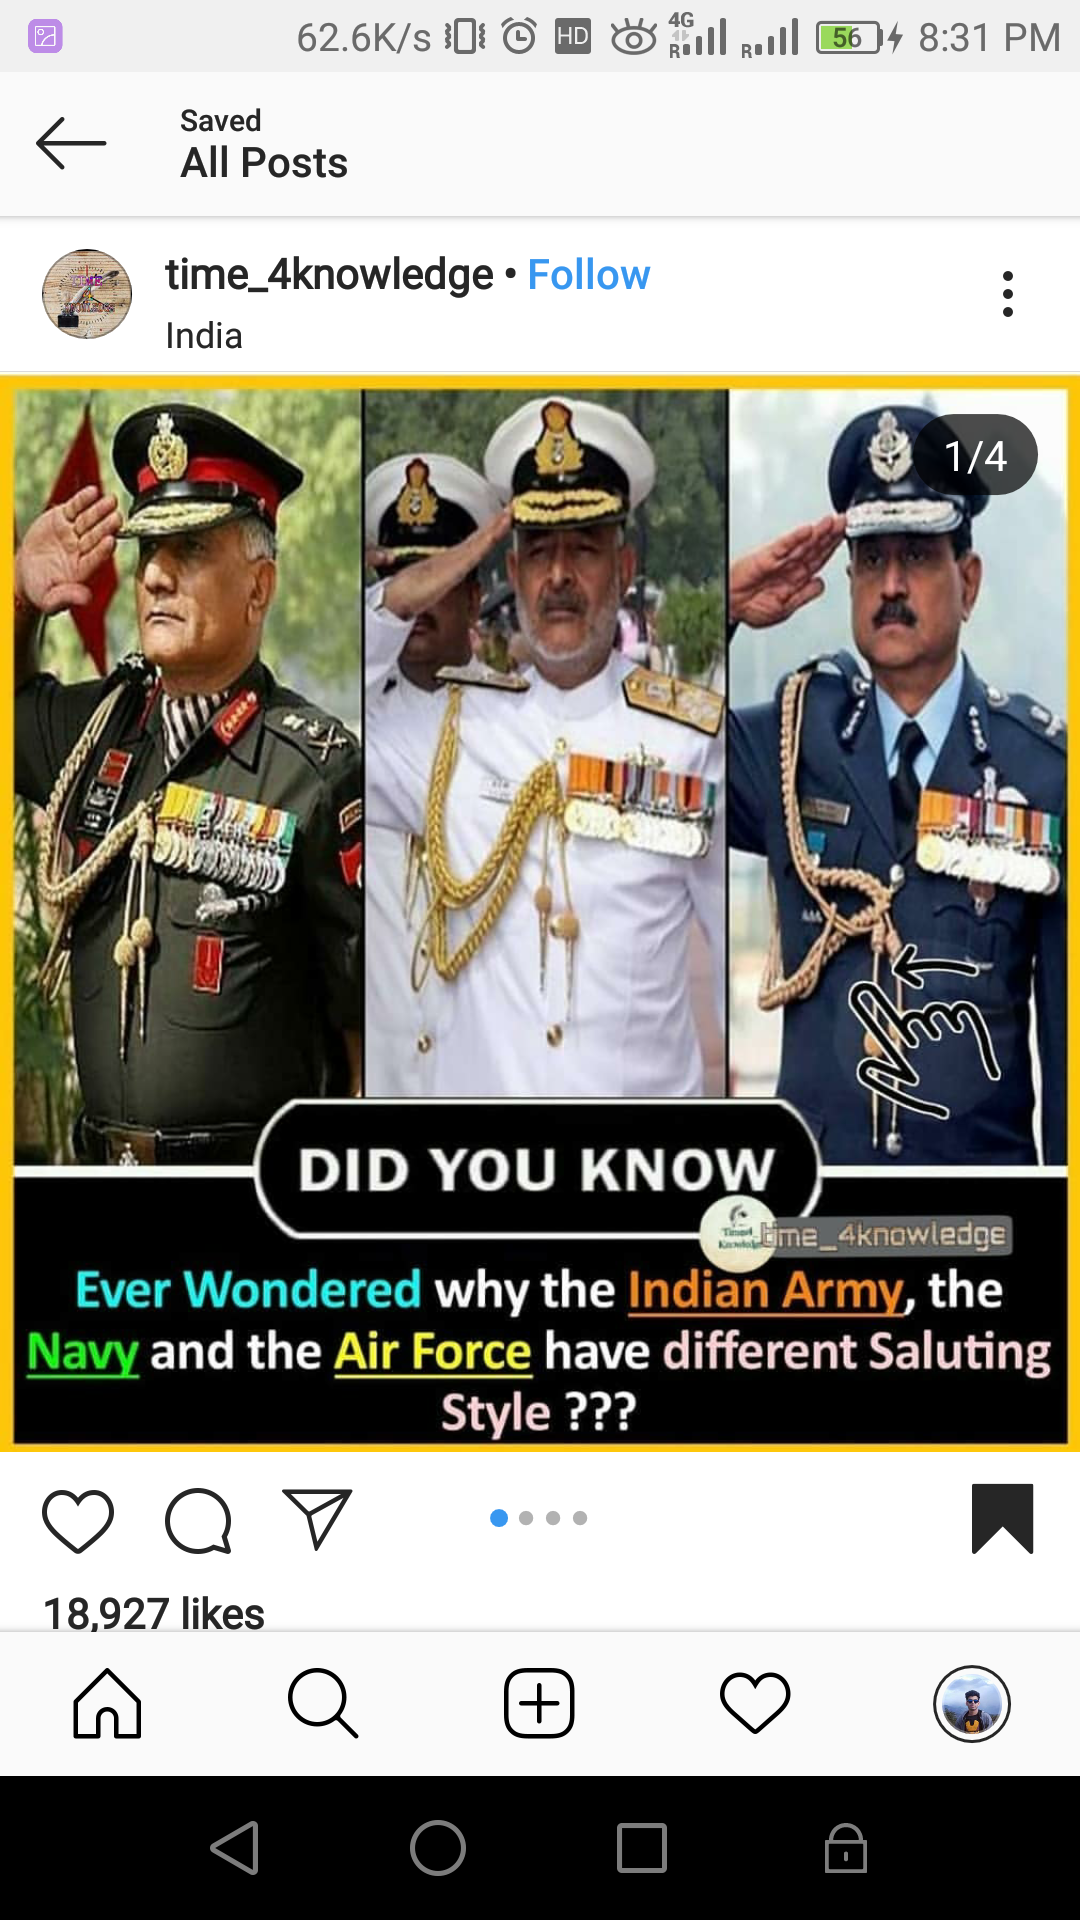 62.6K/s HD 4G R R 56 8:31 PM
Saved
All Posts
time_4knowledge • Follow
India
1/4
DID YOU KNOW
time_4knowledge
Ever Wondered why the Indian Army, the
Navy and the Air Force have different Saluting
Style ???
18,927 likes